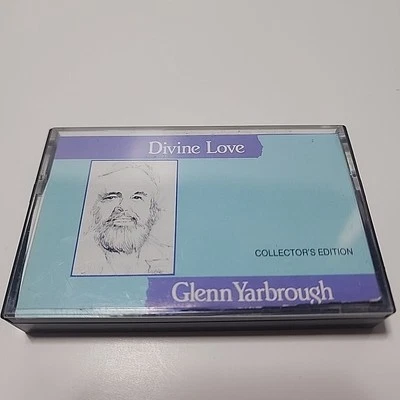 Divine Love
COLLECTOR'S EDITION
Glenn Yarbrough